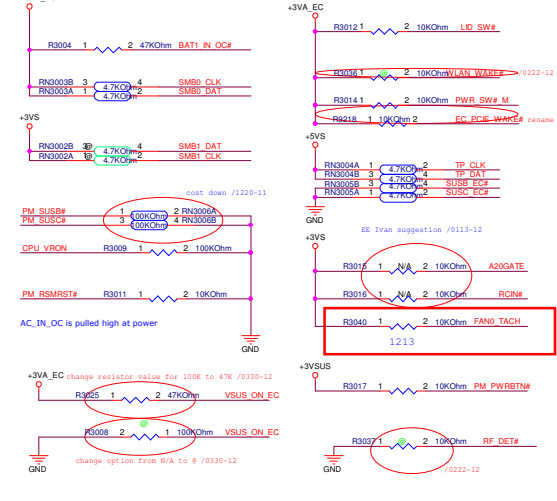 R3004 1 2 47KOhm BAT1_IN_OC#
RN3003B 3 4.7KOhm 4 SMB0_CLK
RN3003A 1 4.7KOhm 2 SMB0_DAT
+3VS
RN3002B 3 @ 4.7KOhm 4 SMB1_DAT
RN3002A 1 @ 4.7KOhm 2 SMB1_CLK
cost down /1220-11
PM_SUSB# 1 100KOhm 2 RN3006A
PM_SUSC# 3 100KOhm 4 RN3006B
CPU_VRON R3009 1 2 100KOhm
PM_RSMRST# R3011 1 2 10KOhm
AC_IN_OC is pulled high at power
GND
+3VA_EC change resistor value for 100K to 47K /0330-12
R3025 1 2 47KOhm VSUS_ON_EC
@
R3008 2 1 100KOhm VSUS_ON_EC
GND
change option from N/A to @ /0330-12
+3VA_EC
R3012 1 2 10KOhm LID_SW#
R3036 1 @ 2 10KOhm WLAN_WAKE# /0222-12
R3014 1 2 10KOhm PWR_SW#_M
R9218 1 10KOhm 2 EC_PCIE_WAKE# rename
+5VS
RN3004A 1 4.7KOhm 2 TP_CLK
RN3004B 3 4.7KOhm 4 TP_DAT
RN3005B 3 4.7KOhm 4 SUSB_EC#
RN3005A 1 4.7KOhm 2 SUSC_EC#
GND
EE Ivan suggestion /0113-12
+3VS
R3015 1 N/A 2 10KOhm A20GATE
R3016 1 N/A 2 10KOhm RCIN#
R3040 1 2 10KOhm FAN0_TACH
1213
+3VSUS
R3017 1 2 10KOhm PM_PWRBTN#
R3037 1 @ 2 10KOhm RF_DET#
GND
/0222-12